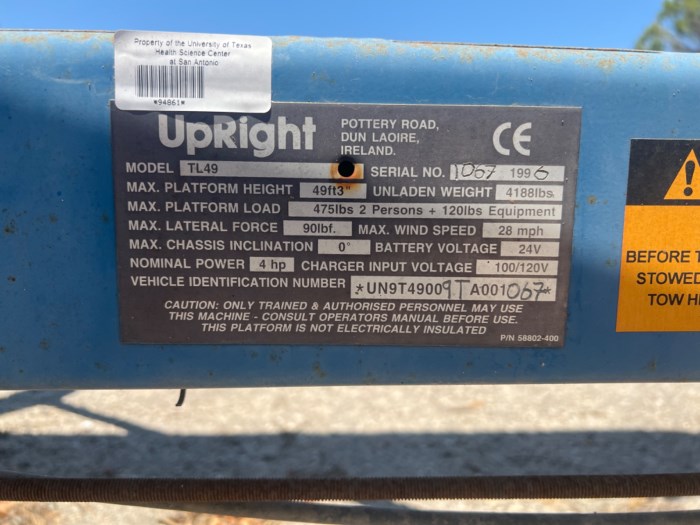 Property of the University of Texas
Health Science Center
at San Antonio
*94861*
UpRight
POTTERY ROAD,
DUN LAOIRE,
IRELAND.
CE
MODEL TL49 SERIAL NO. 1067 1996
MAX. PLATFORM HEIGHT 49ft3" UNLADEN WEIGHT 4188lbs
MAX. PLATFORM LOAD 475lbs 2 Persons + 120lbs Equipment
MAX. LATERAL FORCE 90lbf. MAX. WIND SPEED 28 mph
MAX. CHASSIS INCLINATION 0° BATTERY VOLTAGE 24V
NOMINAL POWER 4 hp CHARGER INPUT VOLTAGE 100/120V
VEHICLE IDENTIFICATION NUMBER *UN9T49009TA001067*
CAUTION: ONLY TRAINED & AUTHORISED PERSONNEL MAY USE
THIS MACHINE - CONSULT OPERATORS MANUAL BEFORE USE.
THIS PLATFORM IS NOT ELECTRICALLY INSULATED
P/N 58802-400
BEFORE
STOWED
TOW